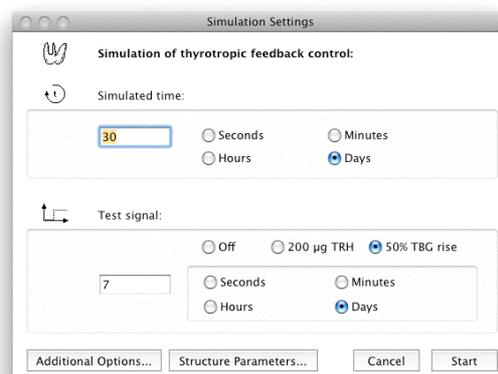 Simulation Settings
Simulation of thyrotropic feedback control:
Simulated time:
30 Seconds Minutes
Hours Days
Test signal:
Off 200 µg TRH 50% TBG rise
7 Seconds Minutes
Hours Days
Additional Options... Structure Parameters... Cancel Start